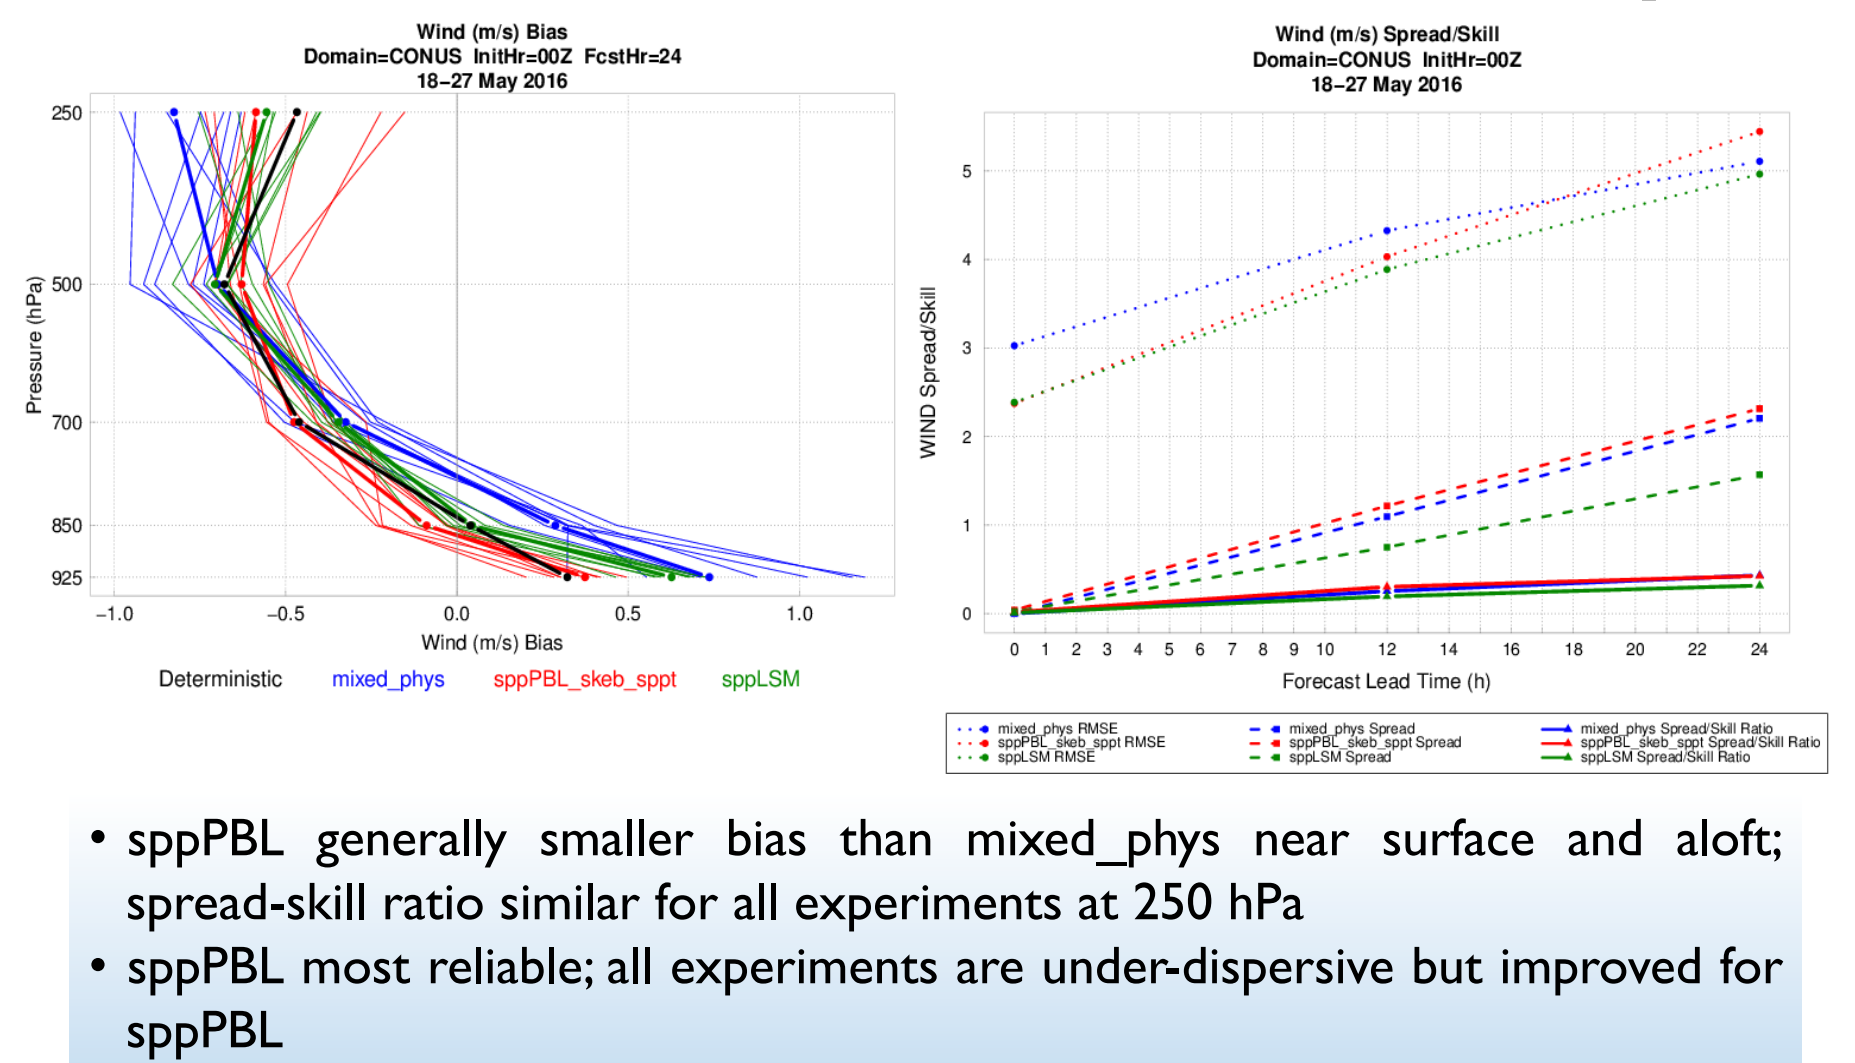 Wind (m/s) Bias
Domain=CONUS InitHr=00Z FcstHr=24
18−27 May 2016
250
500
700
850
925
Pressure (hPa)
−1.0 −0.5 0.0 0.5 1.0
Wind (m/s) Bias
Deterministic mixed_phys sppPBL_skeb_sppt sppLSM
Wind (m/s) Spread/Skill
Domain=CONUS InitHr=00Z
18−27 May 2016
5
4
3
2
1
0
WIND Spread/Skill
0 1 2 3 4 5 6 7 8 9 10 12 14 16 18 20 22 24
Forecast Lead Time (h)
mixed_phys RMSE mixed_phys Spread mixed_phys Spread/Skill Ratio
sppPBL_skeb_sppt RMSE sppPBL_skeb_sppt Spread sppPBL_skeb_sppt Spread/Skill Ratio
sppLSM RMSE sppLSM Spread sppLSM Spread/Skill Ratio
• sppPBL generally smaller bias than mixed_phys near surface and aloft;
spread-skill ratio similar for all experiments at 250 hPa
• sppPBL most reliable; all experiments are under-dispersive but improved for
sppPBL